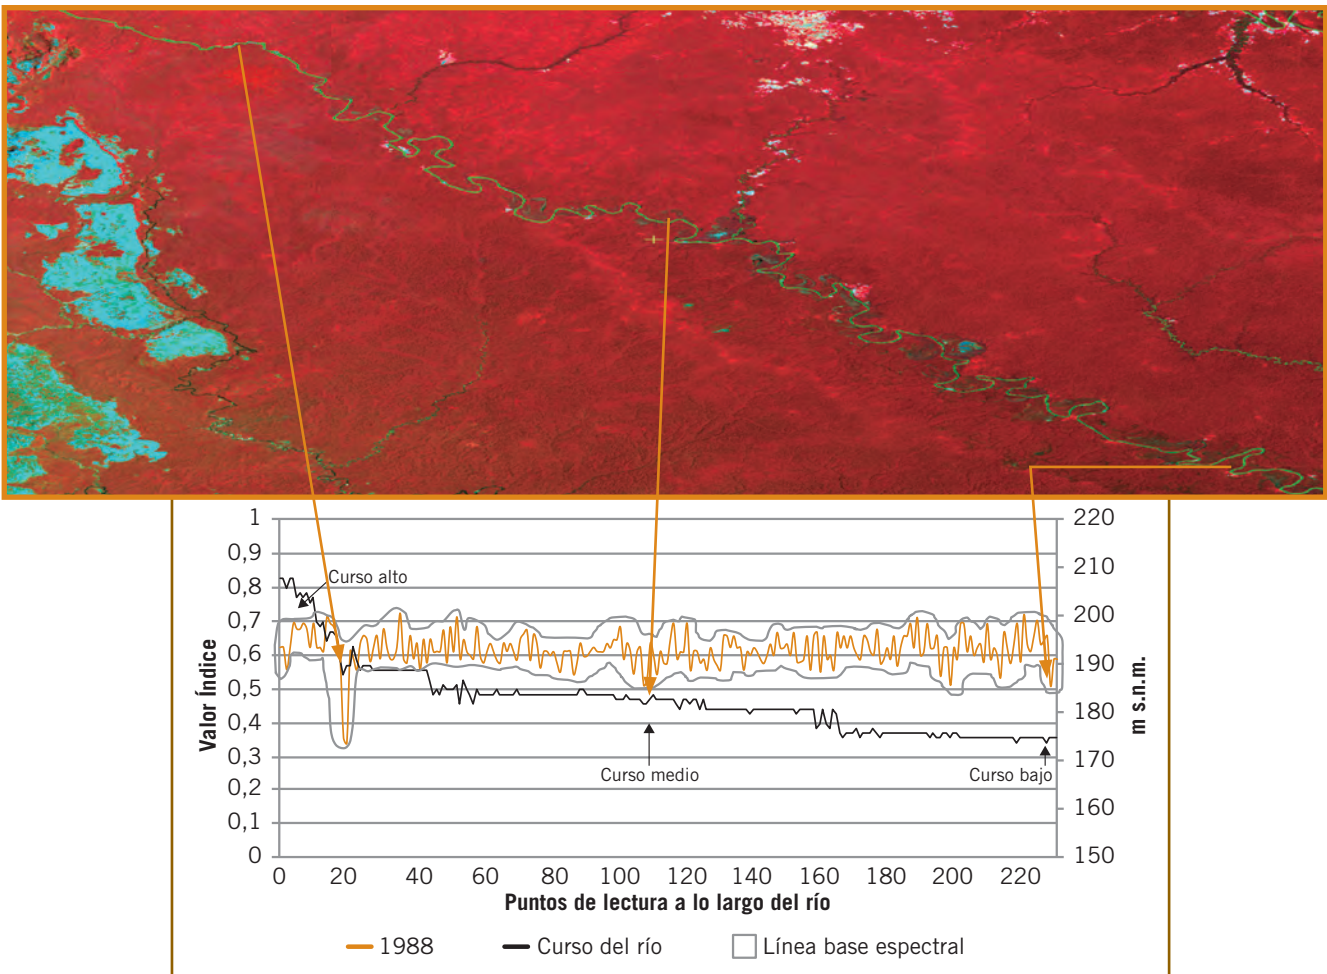 1
0,9
0,8
0,7
0,6
0,5
0,4
0,3
0,2
0,1
0
Valor Índice
220
210
200
190
180
170
160
150
m s.n.m.
Curso alto
Curso medio
Curso bajo
0 20 40 60 80 100 120 140 160 180 200 220
Puntos de lectura a lo largo del río
1988 Curso del río Línea base espectral